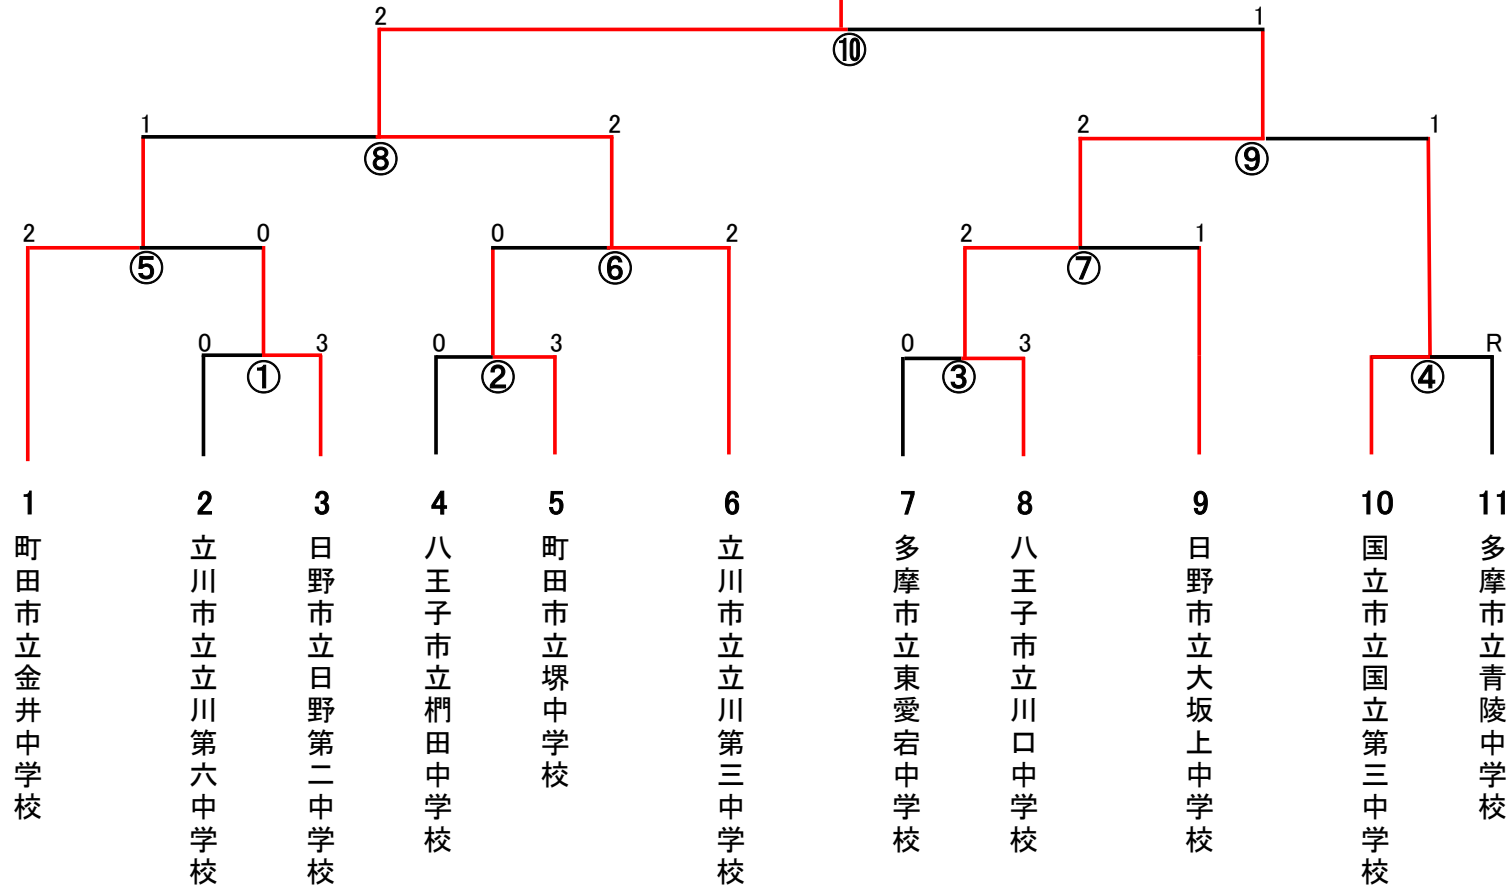 2 1
⑩
1 2 2 1
⑧ ⑨
2 0 0 2 2 1
⑤ ⑥ ⑦
0 3 0 3 0 3 R
① ② ③ ④
1 2 3 4 5 6 7 8 9 10 11
町田市立金井中学校
立川市立立川第六中学校
日野市立日野第二中学校
八王子市立椚田中学校
町田市立堺中学校
立川市立立川第三中学校
多摩市立東愛宕中学校
八王子市立川口中学校
日野市立大坂上中学校
国立市立国立第三中学校
多摩市立青陵中学校